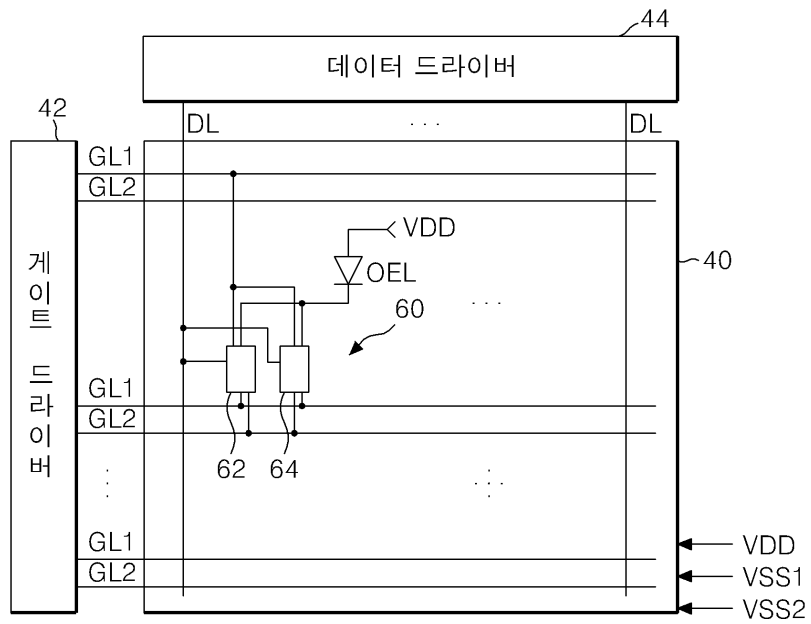 44
데이터 드라이버
42
DL
· · ·
DL
GL1
GL2
VDD
OEL
40
60
· · ·
게이트 드라이버
GL1
GL2
62
64
GL1
GL2
VDD
VSS1
VSS2